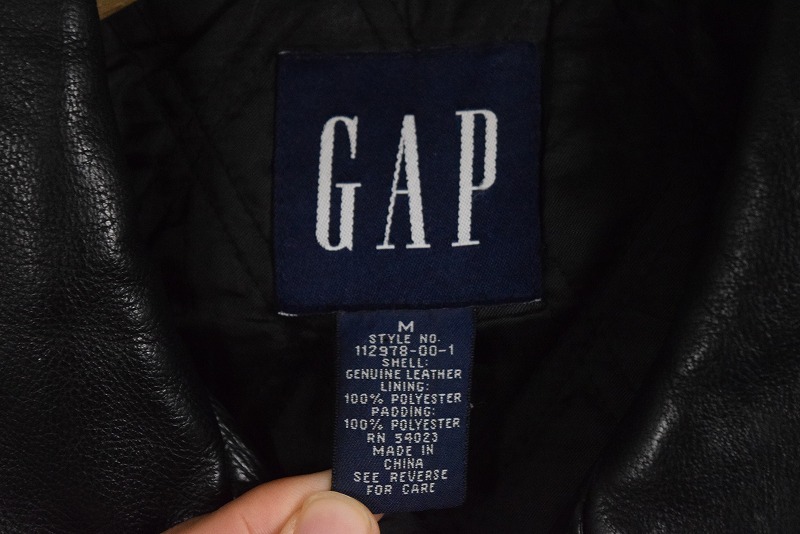 GAP
M
STYLE NO.
112978-00-1
SHELL:
GENUINE LEATHER
LINING:
100% POLYESTER
PADDING:
100% POLYESTER
RN 54023
MADE IN
CHINA
SEE REVERSE
FOR CARE